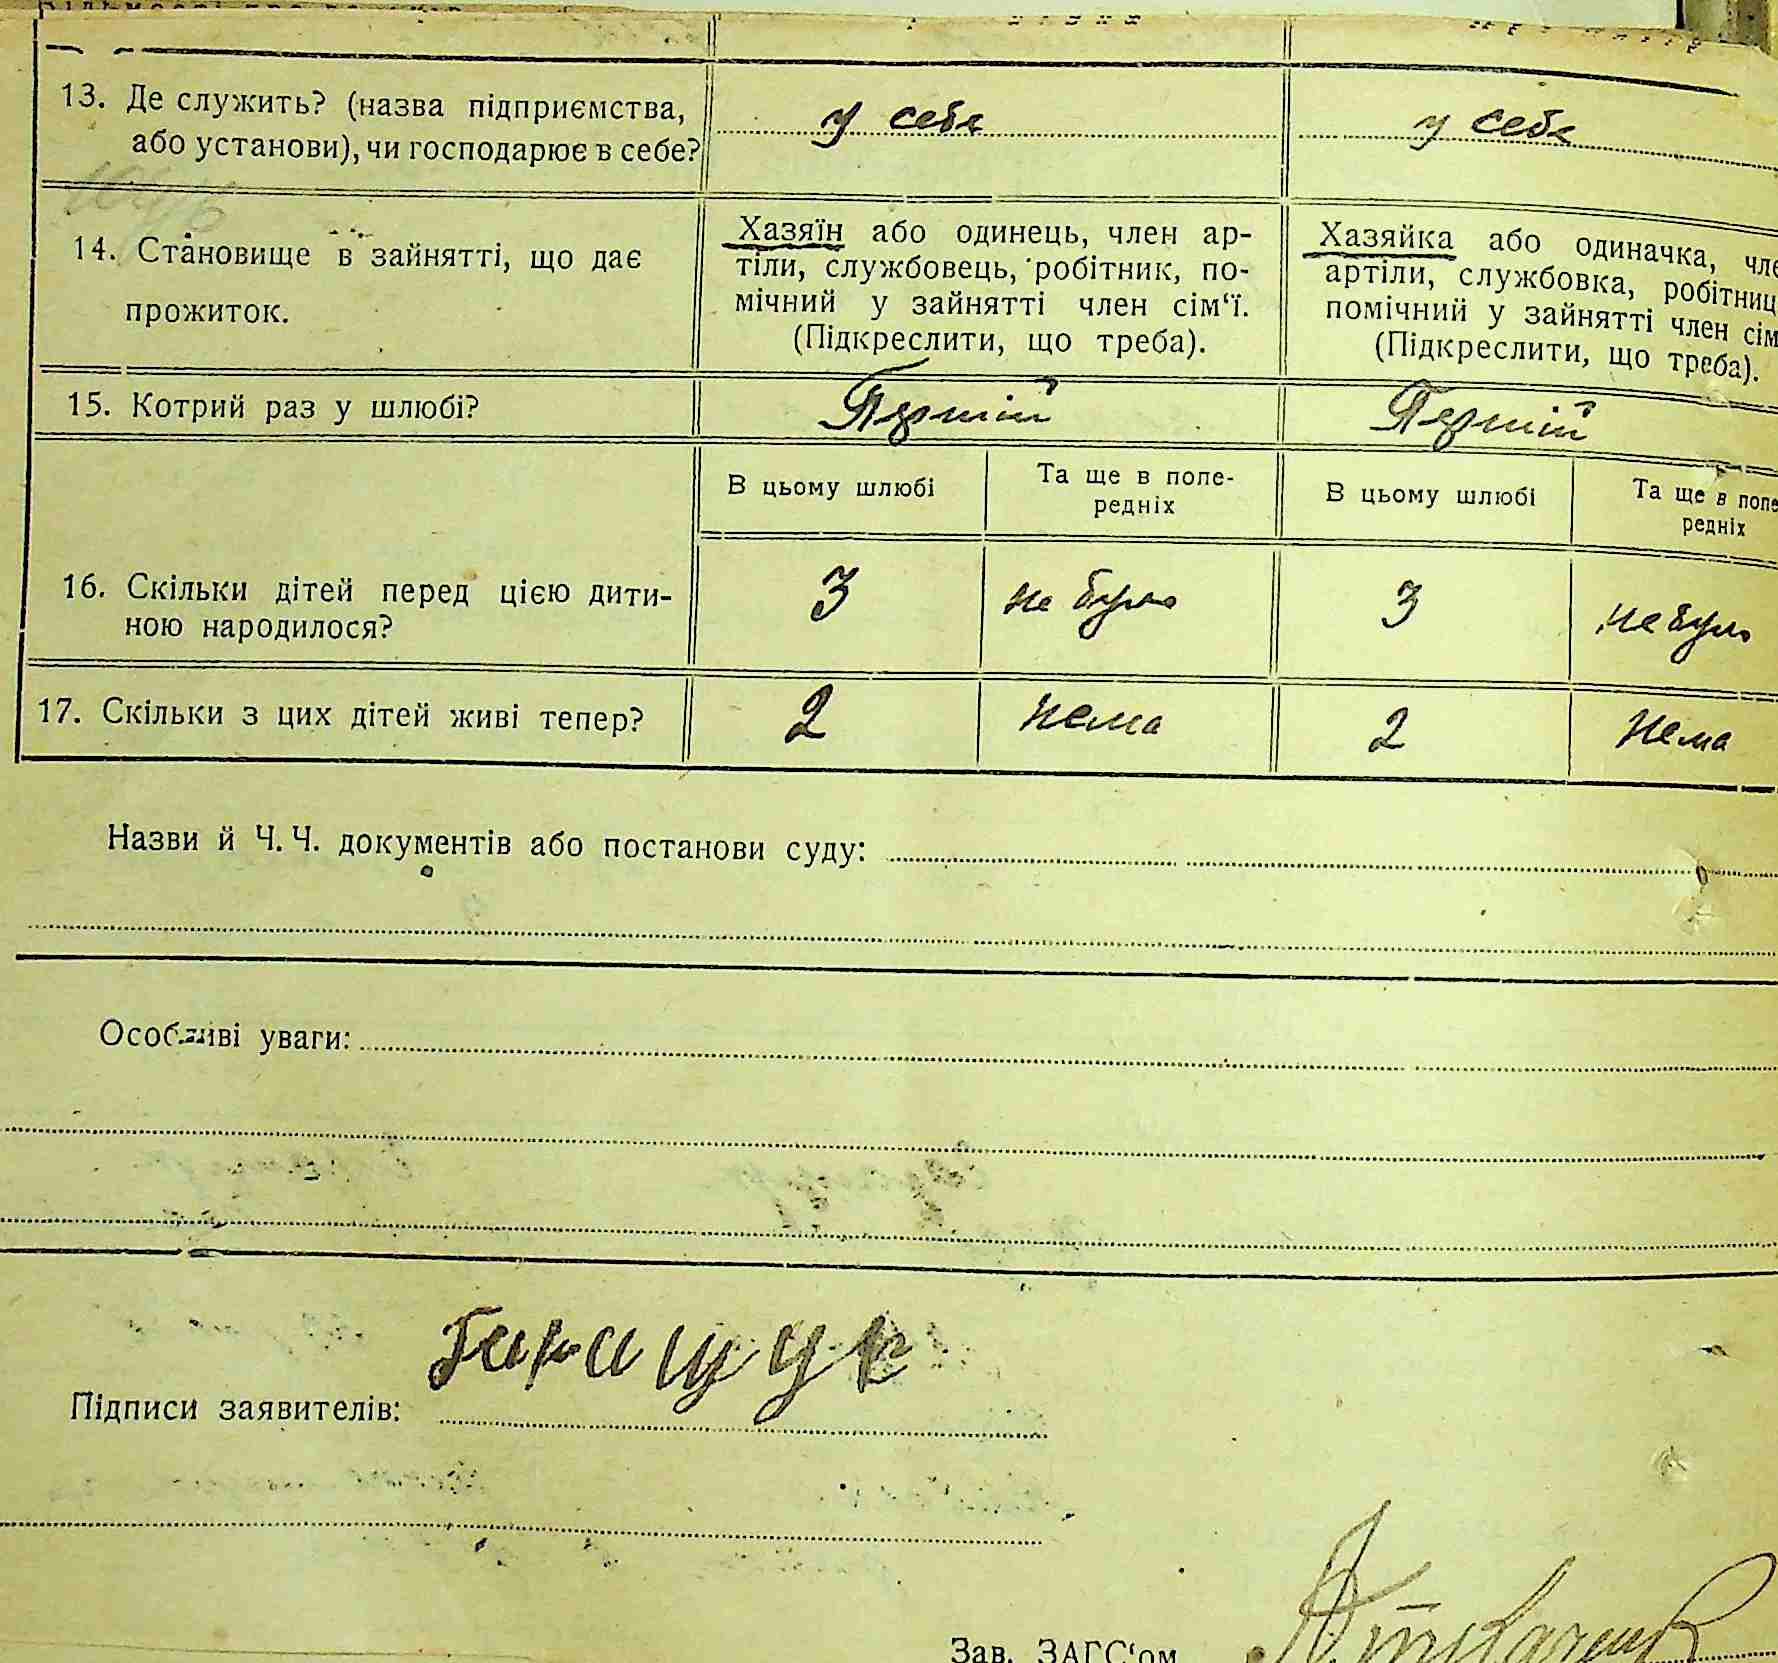 13. Де служить? (назва підприємства, у себе у себе
або установи), чи господарює в себе?
14. Становище в зайнятті, що дає
прожиток.
Хазяїн або одинець, член ар-
тіли, службовець, робітник, по-
мічний у зайнятті член сім‘ї.
(Підкреслити, що треба).
Хазяйка або одиначка, чле
артіли, службовка, робітниц
помічний у зайнятті член сім
(Підкреслити, що треба).
15. Котрий раз у шлюбі? Перший Перший
В цьому шлюбі
Та ще в попе-
редніх
В цьому шлюбі
Та ще в попе
редніх
16. Скільки дітей перед цією дити-
ною народилося?
3 не було 3 не було
17. Скільки з цих дітей живі тепер? 2 нема 2 нема
Назви й Ч. Ч. документів або постанови суду:
Особливі уваги:
Підписи заявителів:
Зав. ЗАГС‘ом